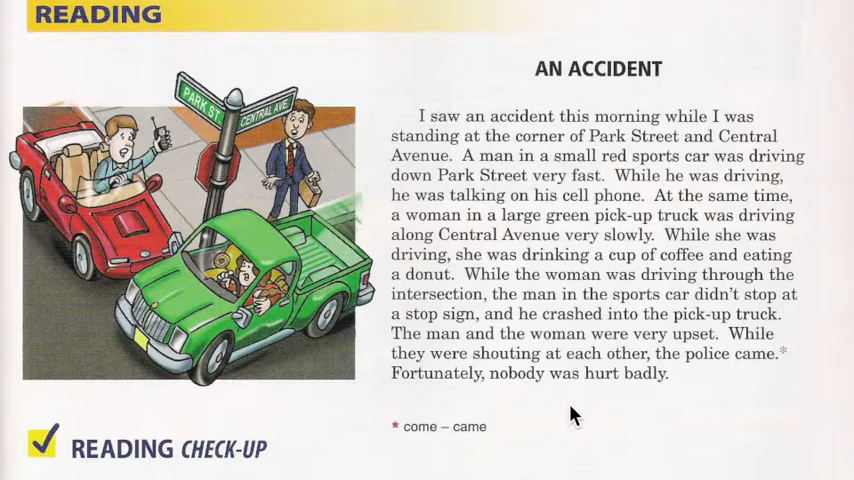 READING
AN ACCIDENT
PARK ST.
CENTRAL AVE.
I saw an accident this morning while I was
standing at the corner of Park Street and Central
Avenue. A man in a small red sports car was driving
down Park Street very fast. While he was driving,
he was talking on his cell phone. At the same time,
a woman in a large green pick-up truck was driving
along Central Avenue very slowly. While she was
driving, she was drinking a cup of coffee and eating
a donut. While the woman was driving through the
intersection, the man in the sports car didn't stop at
a stop sign, and he crashed into the pick-up truck.
The man and the woman were very upset. While
they were shouting at each other, the police came.*
Fortunately, nobody was hurt badly.
* come – came
READING CHECK-UP